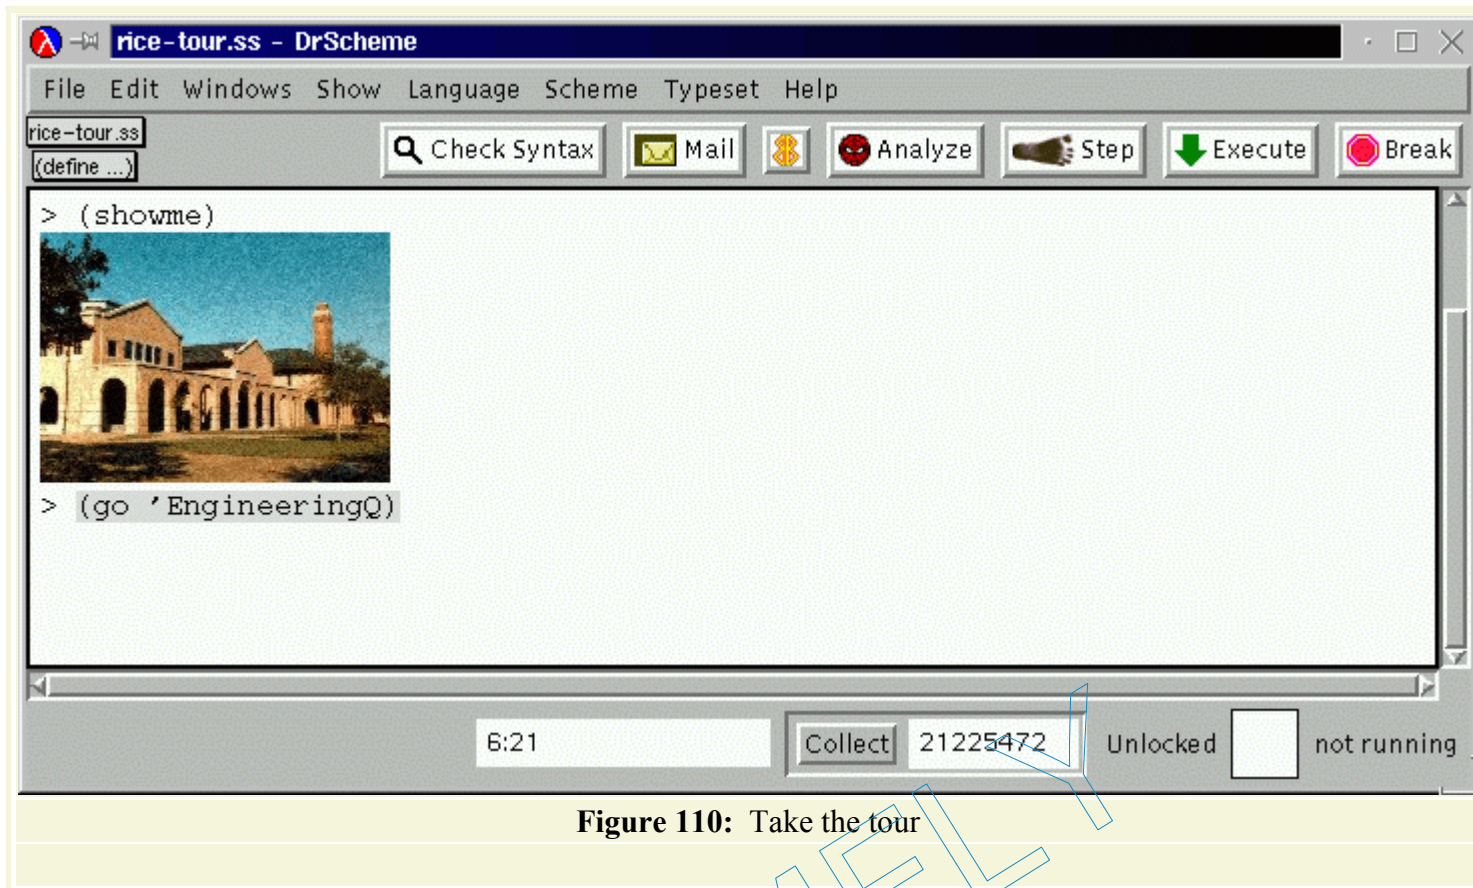 rice-tour.ss - DrScheme
File Edit Windows Show Language Scheme Typeset Help
rice-tour.ss
(define ...)
Check Syntax Mail Analyze Step Execute Break
> (showme)
> (go 'EngineeringQ)
6:21 Collect 21225472 Unlocked not running
Figure 110: Take the tour
ELY